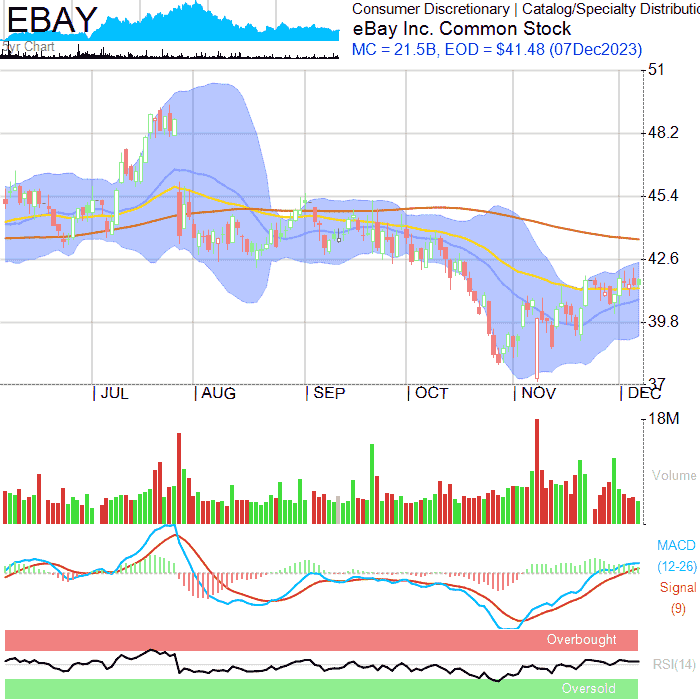 EBAY
5yr Chart
Consumer Discretionary | Catalog/Specialty Distributio
eBay Inc. Common Stock
MC = 21.5B, EOD = $41.48 (07Dec2023)
51
48.2
45.4
42.6
39.8
37
JUL AUG SEP OCT NOV DEC
18M
Volume
MACD
(12-26)
Signal
(9)
Overbought
RSI(14)
Oversold